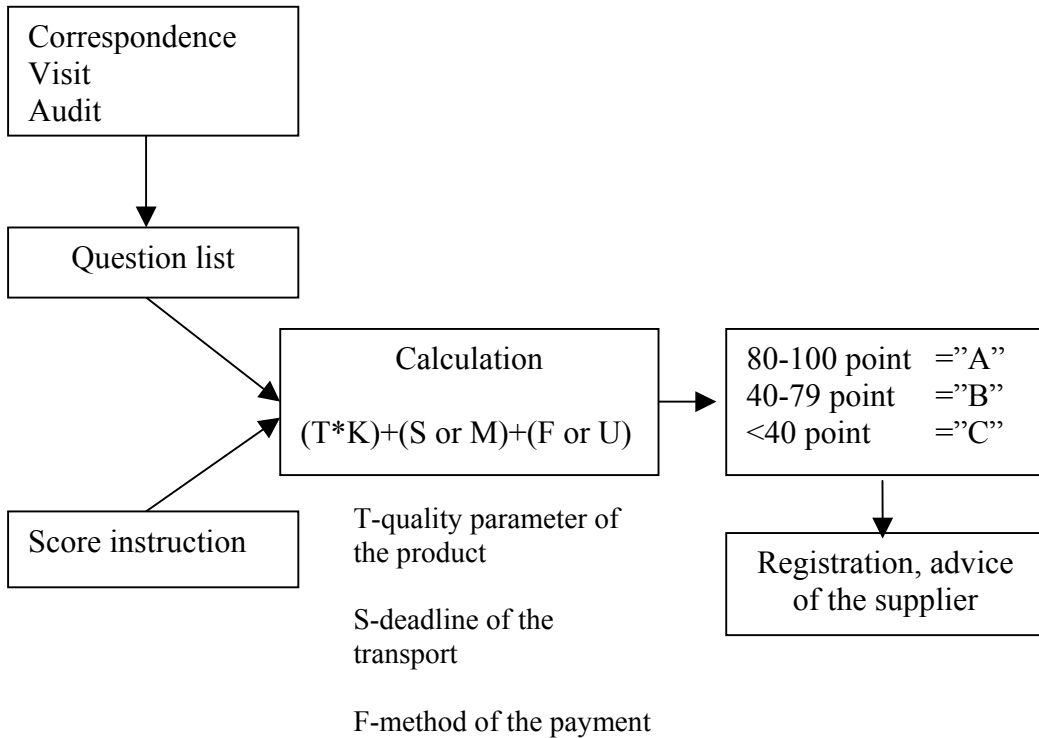 Correspondence
Visit
Audit
Question list
Calculation
(T*K)+(S or M)+(F or U)
80-100 point =”A”
40-79 point =”B”
<40 point =”C”
Score instruction
T-quality parameter of
the product
S-deadline of the
transport
F-method of the payment
Registration, advice
of the supplier